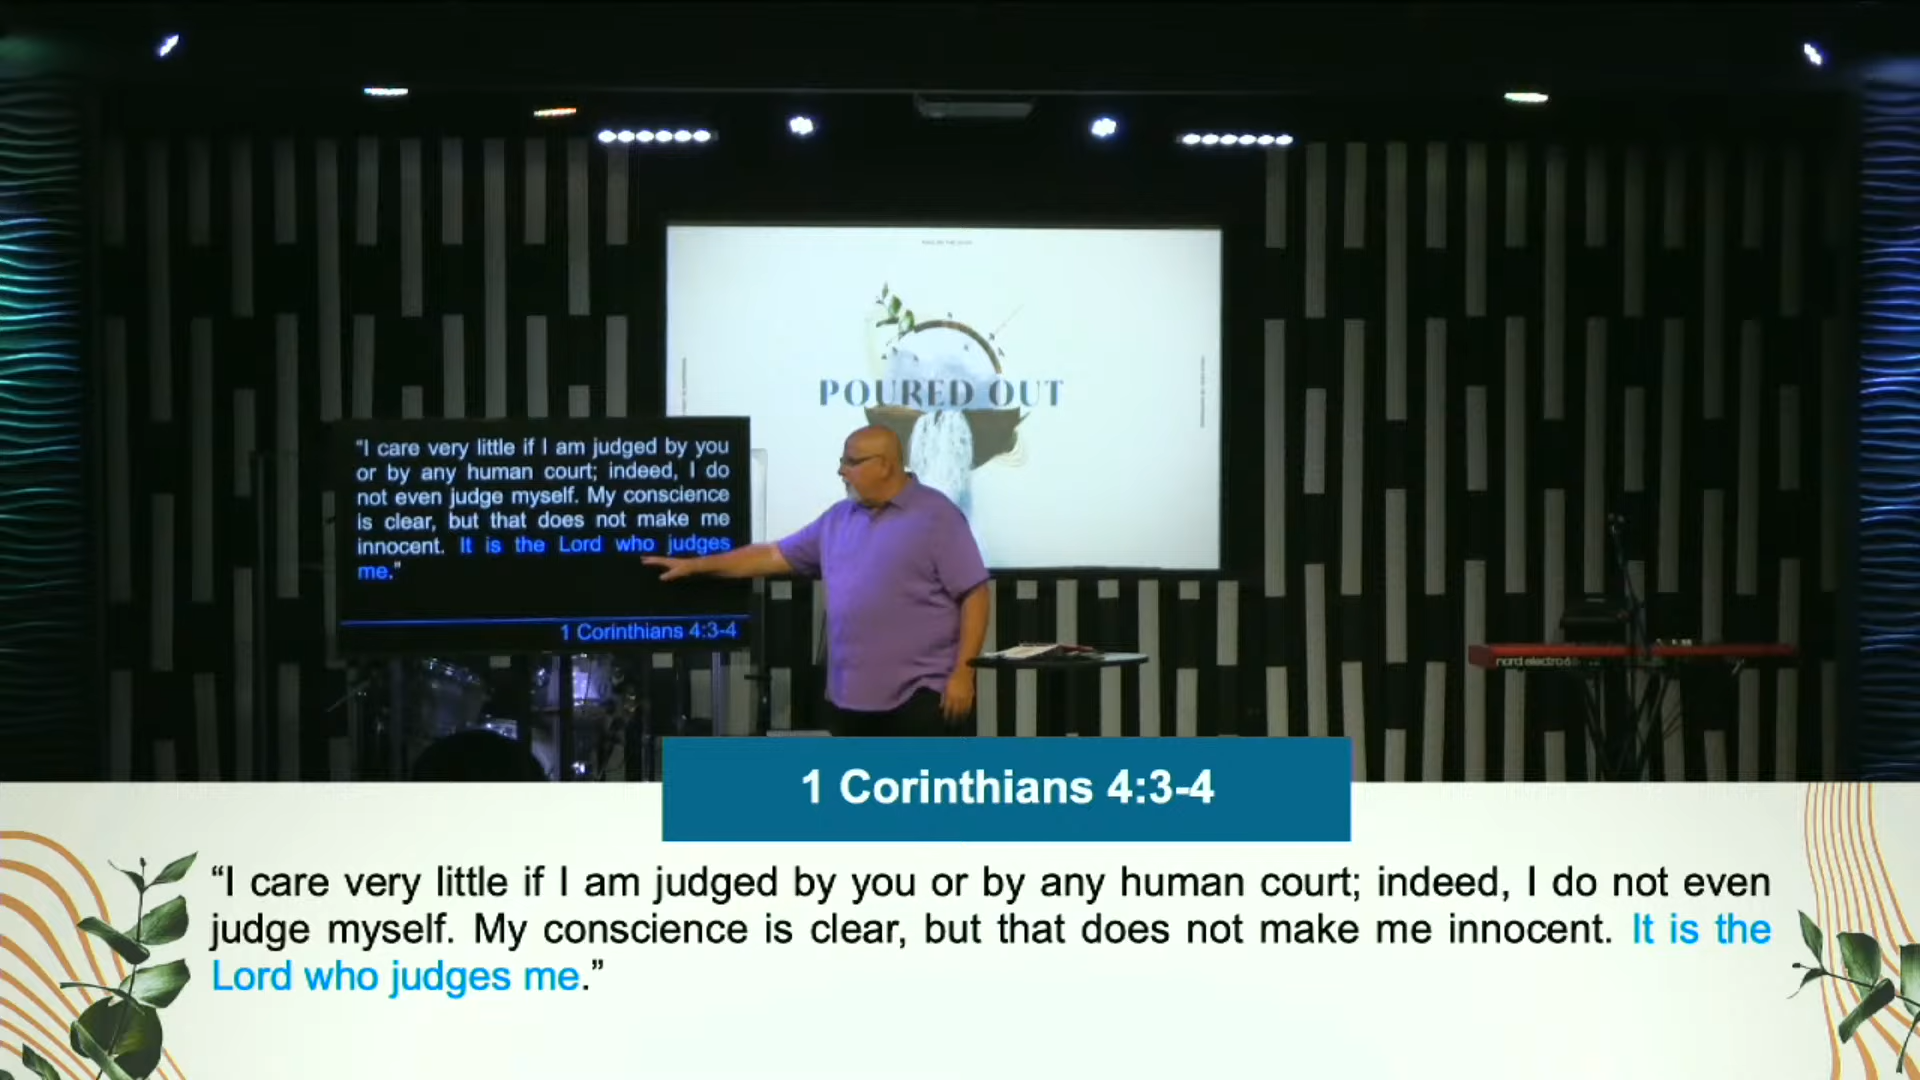 POURED OUT
“I care very little if I am judged by you
or by any human court; indeed, I do
not even judge myself. My conscience
is clear, but that does not make me
innocent. It is the Lord who judges
me.”
1 Corinthians 4:3-4
nord electro 6
1 Corinthians 4:3-4
“I care very little if I am judged by you or by any human court; indeed, I do not even
judge myself. My conscience is clear, but that does not make me innocent. It is the
Lord who judges me.”